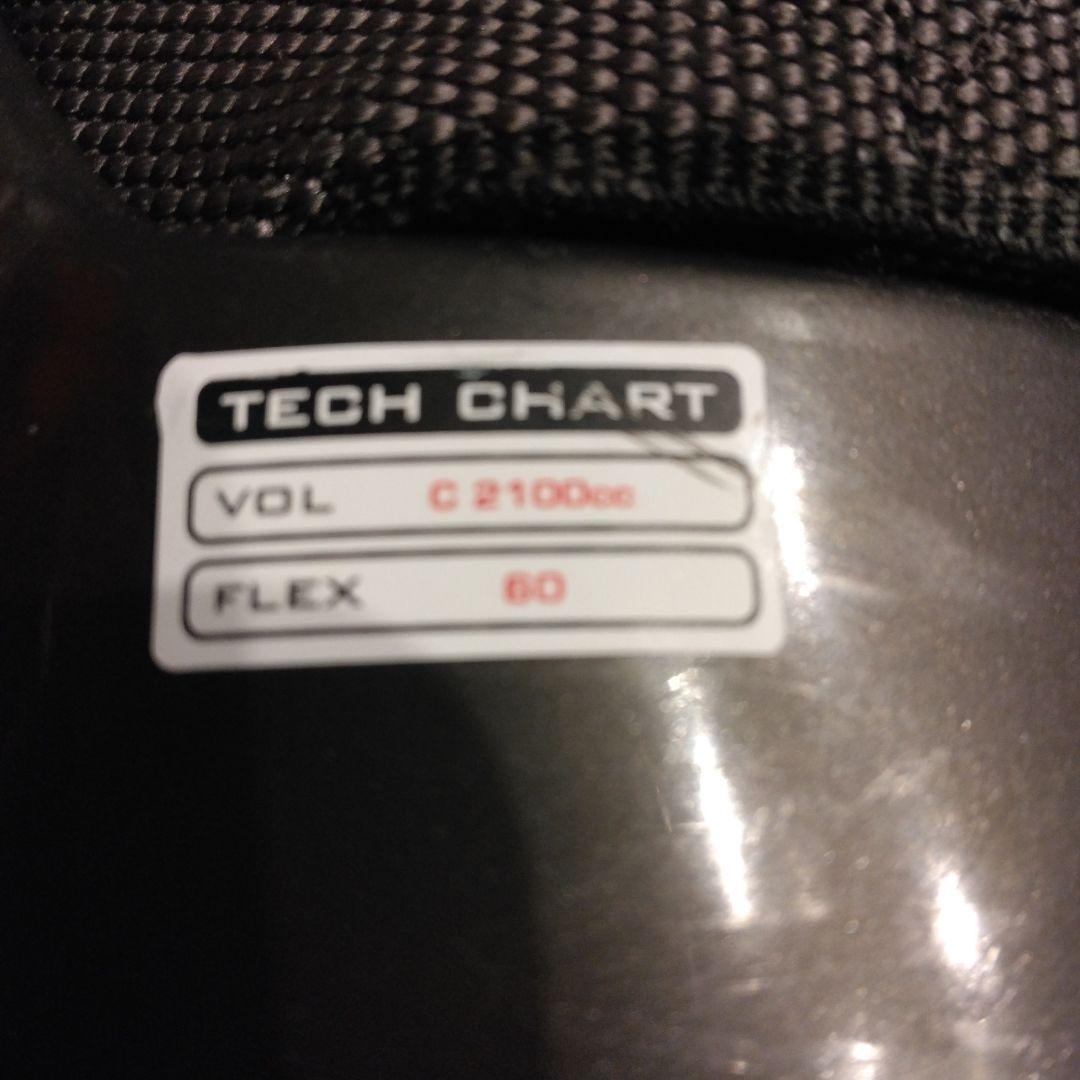 TECH CHART
VOL C 2100cc
FLEX 60